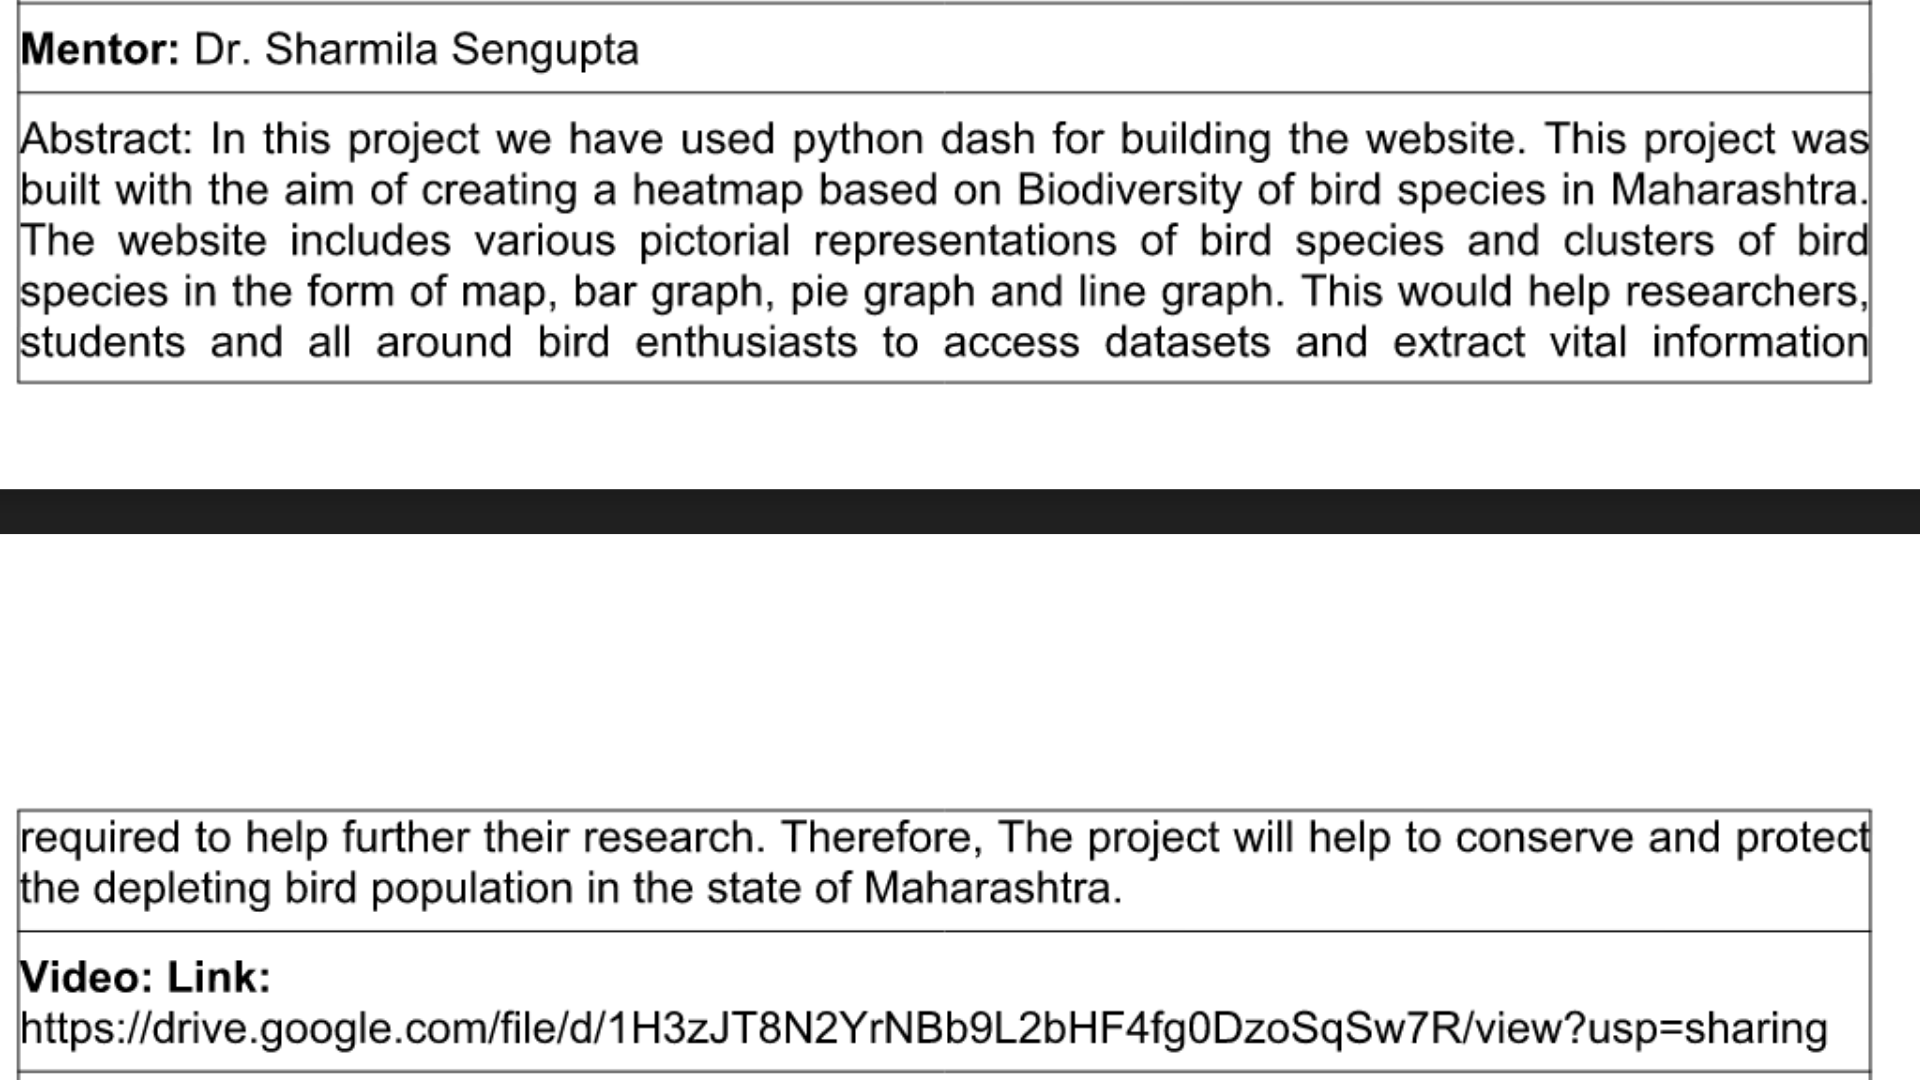 Mentor: Dr. Sharmila Sengupta
Abstract: In this project we have used python dash for building the website. This project was
built with the aim of creating a heatmap based on Biodiversity of bird species in Maharashtra.
The website includes various pictorial representations of bird species and clusters of bird
species in the form of map, bar graph, pie graph and line graph. This would help researchers,
students and all around bird enthusiasts to access datasets and extract vital information
required to help further their research. Therefore, The project will help to conserve and protect
the depleting bird population in the state of Maharashtra.
Video: Link:
https://drive.google.com/file/d/1H3zJT8N2YrNBb9L2bHF4fg0DzoSqSw7R/view?usp=sharing